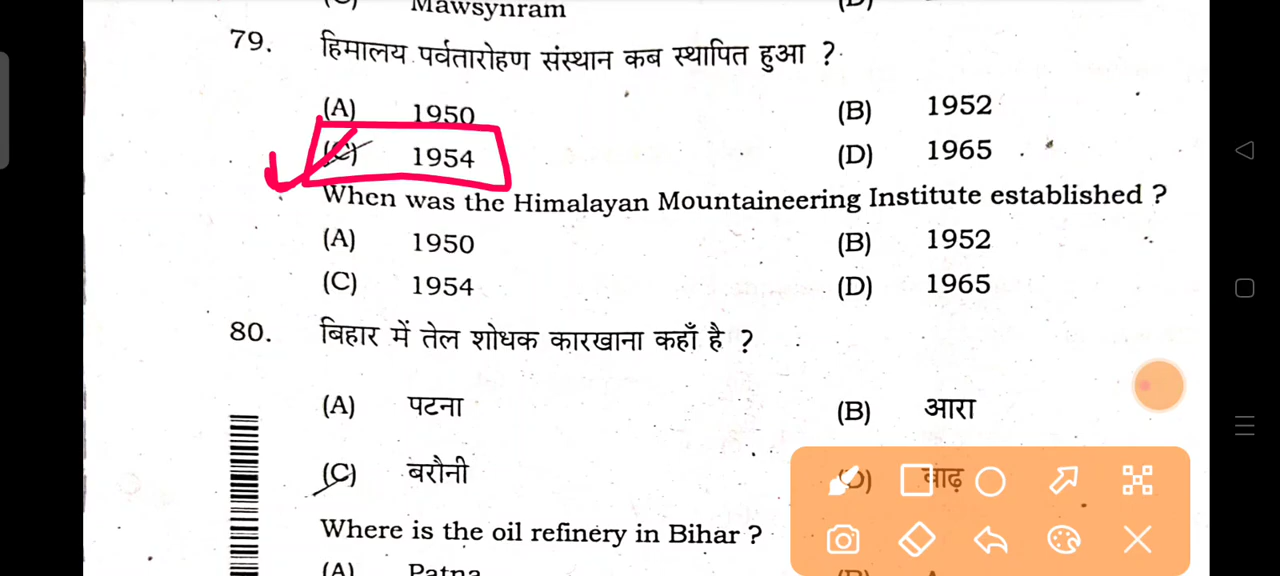 Mawsynram
79. हिमालय पर्वतारोहण संस्थान कब स्थापित हुआ ?
(A) 1950 (B) 1952
(C) 1954 (D) 1965
When was the Himalayan Mountaineering Institute established ?
(A) 1950 (B) 1952
(C) 1954 (D) 1965
80. बिहार में तेल शोधक कारखाना कहाँ है ?
(A) पटना (B) आरा
(C) बरौनी (D) बाढ़
Where is the oil refinery in Bihar ?
(A) Patna